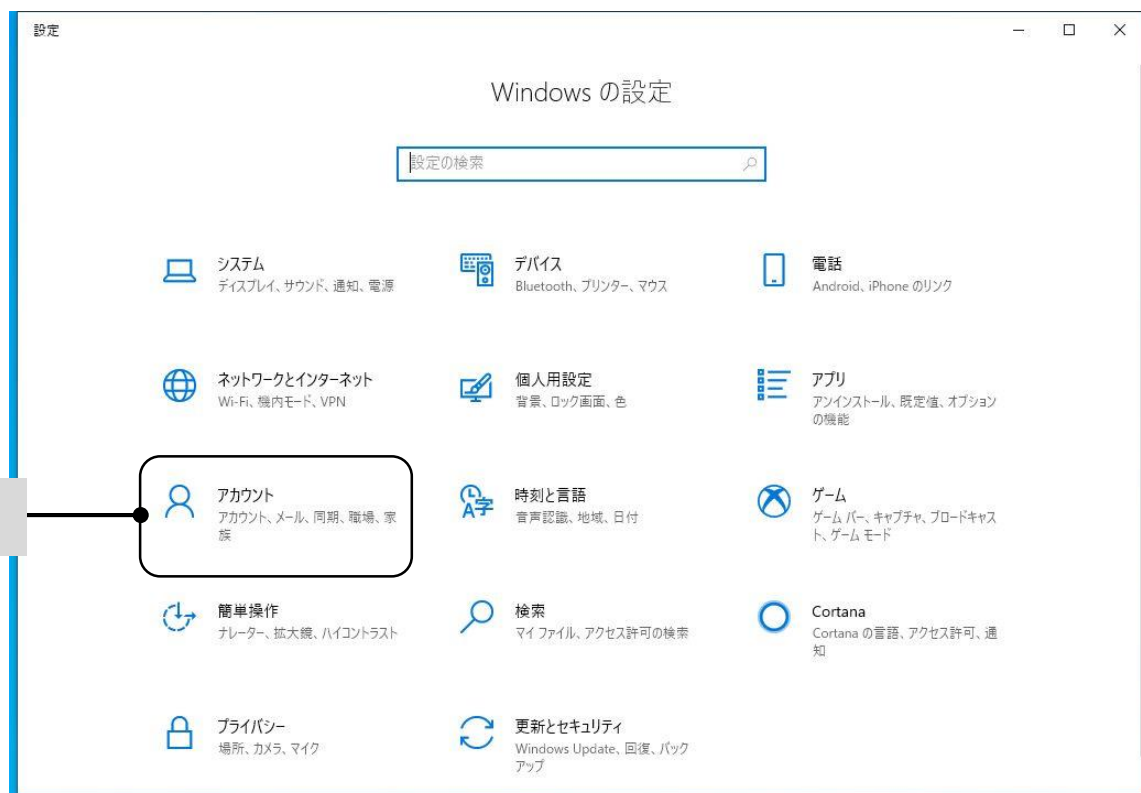 設定
Windows の設定
設定の検索
システム
ディスプレイ、サウンド、通知、電源
デバイス
Bluetooth、プリンター、マウス
電話
Android、iPhone のリンク
ネットワークとインターネット
Wi-Fi、機内モード、VPN
個人用設定
背景、ロック画面、色
アプリ
アンインストール、既定値、オプション
の機能
アカウント
アカウント、メール、同期、職場、家
族
時刻と言語
音声認識、地域、日付
ゲーム
ゲーム バー、キャプチャ、ブロードキャス
ト、ゲーム モード
簡単操作
ナレーター、拡大鏡、ハイコントラスト
検索
マイ ファイル、アクセス許可の検索
Cortana
Cortana の言語、アクセス許可、通
知
プライバシー
場所、カメラ、マイク
更新とセキュリティ
Windows Update、回復、バック
アップ